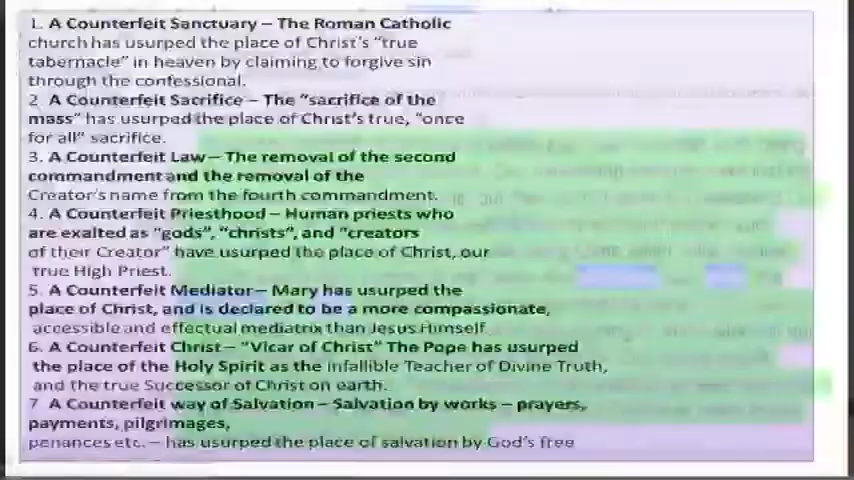 1. A Counterfeit Sanctuary – The Roman Catholic
church has usurped the place of Christ's "true
tabernacle" in heaven by claiming to forgive sin
through the confessional.
2. A Counterfeit Sacrifice – The "sacrifice of the
mass" has usurped the place of Christ's true, "once
for all" sacrifice.
3. A Counterfeit Law – The removal of the second
commandment and the removal of the
Creator's name from the fourth commandment.
4. A Counterfeit Priesthood – Human priests who
are exalted as "gods", "christs", and "creators
of their Creator" have usurped the place of Christ, our
true High Priest.
5. A Counterfeit Mediator – Mary has usurped the
place of Christ, and is declared to be a more compassionate,
accessible and effectual mediatrix than Jesus Himself
6. A Counterfeit Christ – "Vicar of Christ" The Pope has usurped
the place of the Holy Spirit as the infallible Teacher of Divine Truth,
and the true Successor of Christ on earth.
7 A Counterfeit way of Salvation – Salvation by works – prayers,
payments, pilgrimages,
penances etc. – has usurped the place of salvation by God's free